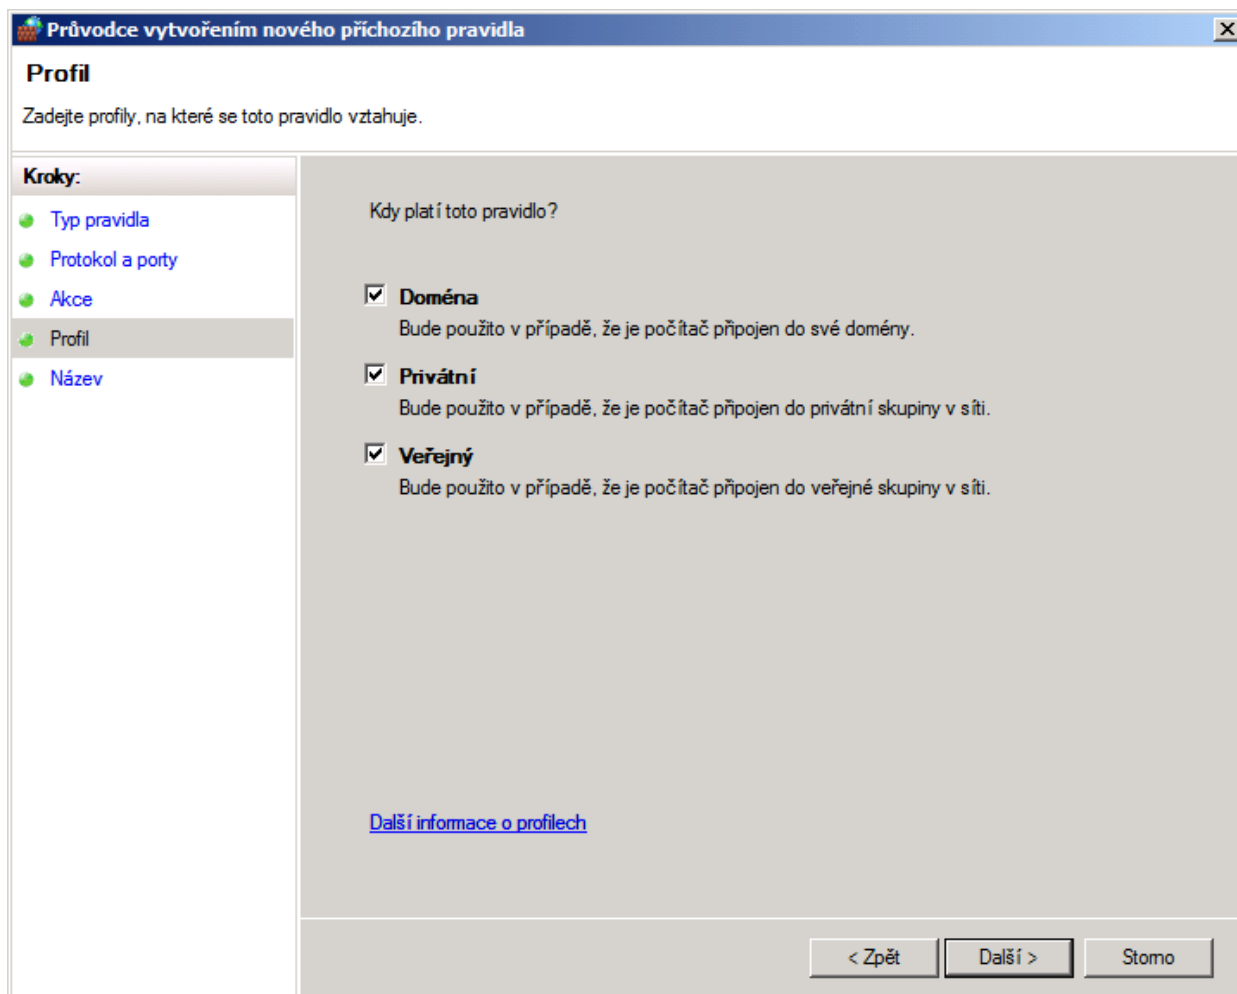 Průvodce vytvořením nového příchozího pravidla
Profil
Zadejte profily, na které se toto pravidlo vztahuje.
Kroky:
Typ pravidla
Protokol a porty
Akce
Profil
Název
Kdy platí toto pravidlo?
Doména
Bude použito v případě, že je počítač připojen do své domény.
Privátní
Bude použito v případě, že je počítač připojen do privátní skupiny v síti.
Veřejný
Bude použito v případě, že je počítač připojen do veřejné skupiny v síti.
Další informace o profilech
< Zpět
Další >
Storno